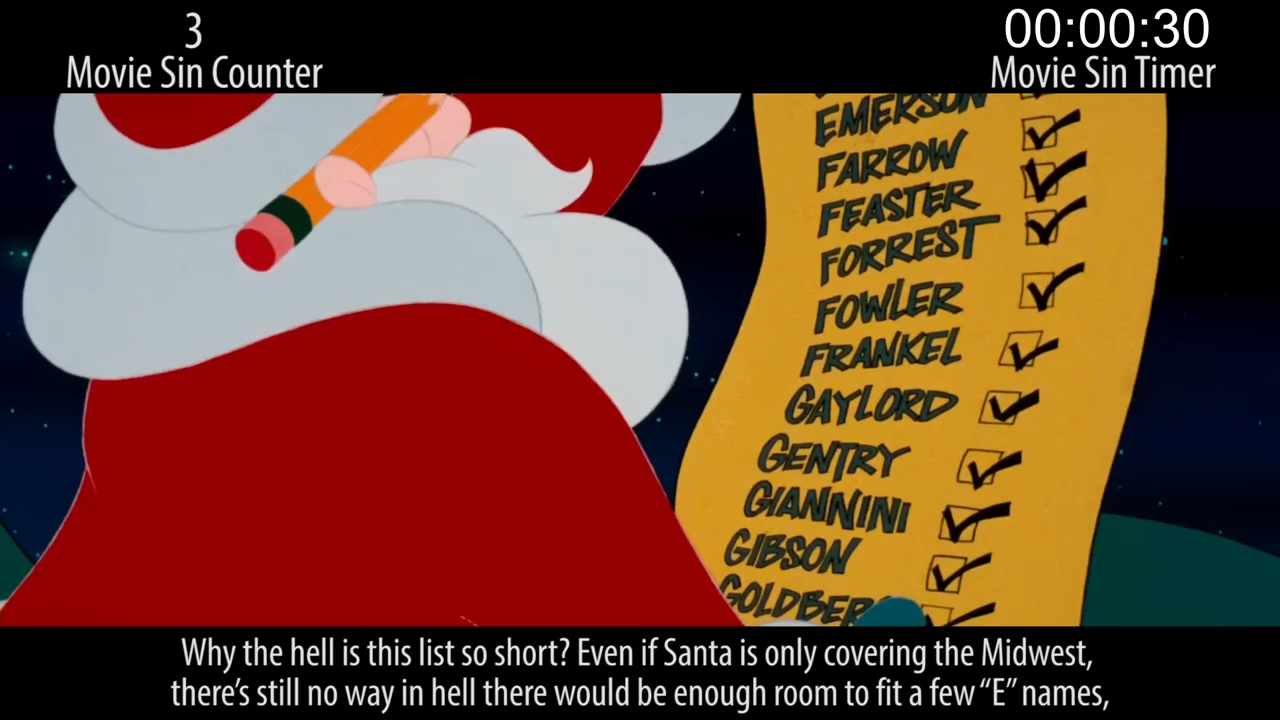 3
Movie Sin Counter
00:00:30
Movie Sin Timer
EMERSON
FARROW
FEASTER
FORREST
FOWLER
FRANKEL
GAYLORD
GENTRY
GIANNINI
GIBSON
Why the hell is this list so short? Even if Santa is only covering the Midwest,
there's still no way in hell there would be enough room to fit a few “E” names,